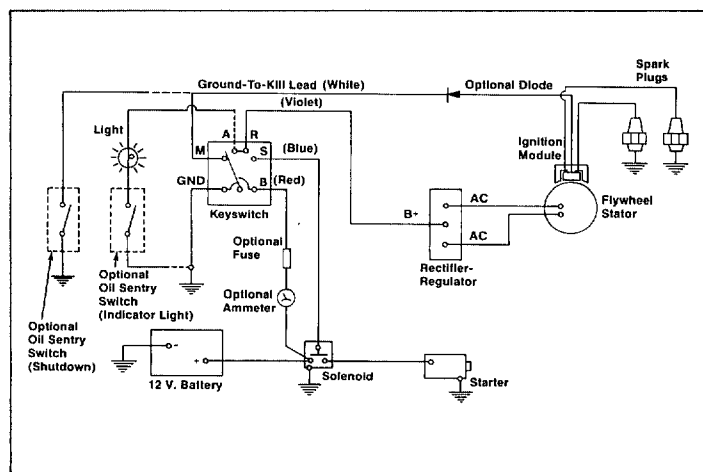 Spark
Plugs
Ground-To-Kill Lead (White)
Optional Diode
(Violet)
Light
A
R
M
S
(Blue)
Ignition
Module
GND
B
(Red)
Keyswitch
AC
Flywheel
Stator
B+
AC
Optional
Fuse
Rectifier-
Regulator
Optional
Oil Sentry
Switch
(Indicator Light)
Optional
Ammeter
Optional
Oil Sentry
Switch
(Shutdown)
-
+
12 V. Battery
Solenoid
Starter